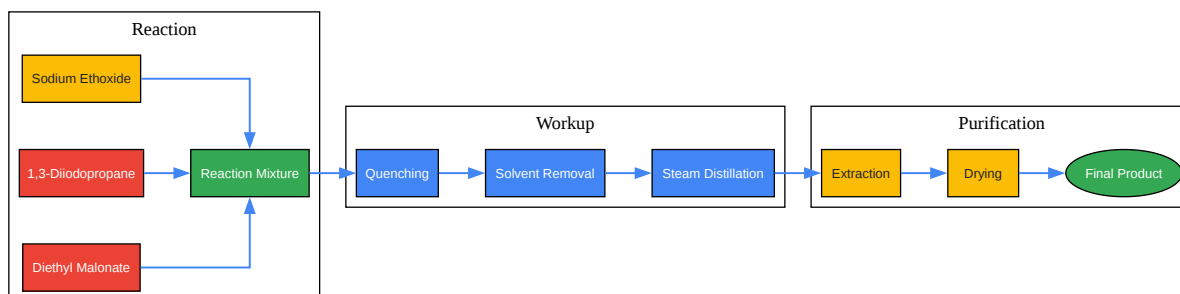 Reaction
Sodium Ethoxide
1,3-Diiodopropane
Reaction Mixture
Diethyl Malonate
Workup
Quenching
Solvent Removal
Steam Distillation
Purification
Extraction
Drying
Final Product